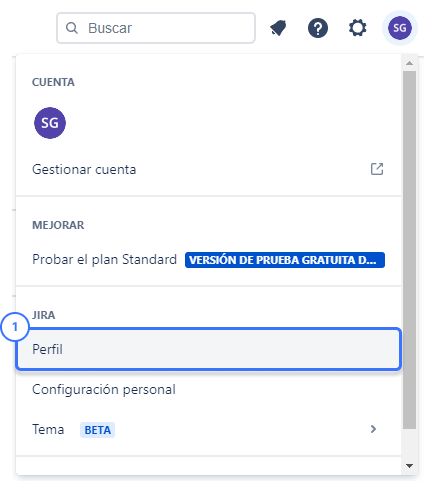 Buscar
SG
CUENTA
SG
Gestionar cuenta
MEJORAR
Probar el plan Standard VERSIÓN DE PRUEBA GRATUITA D...
JIRA
1
Perfil
Configuración personal
Tema BETA